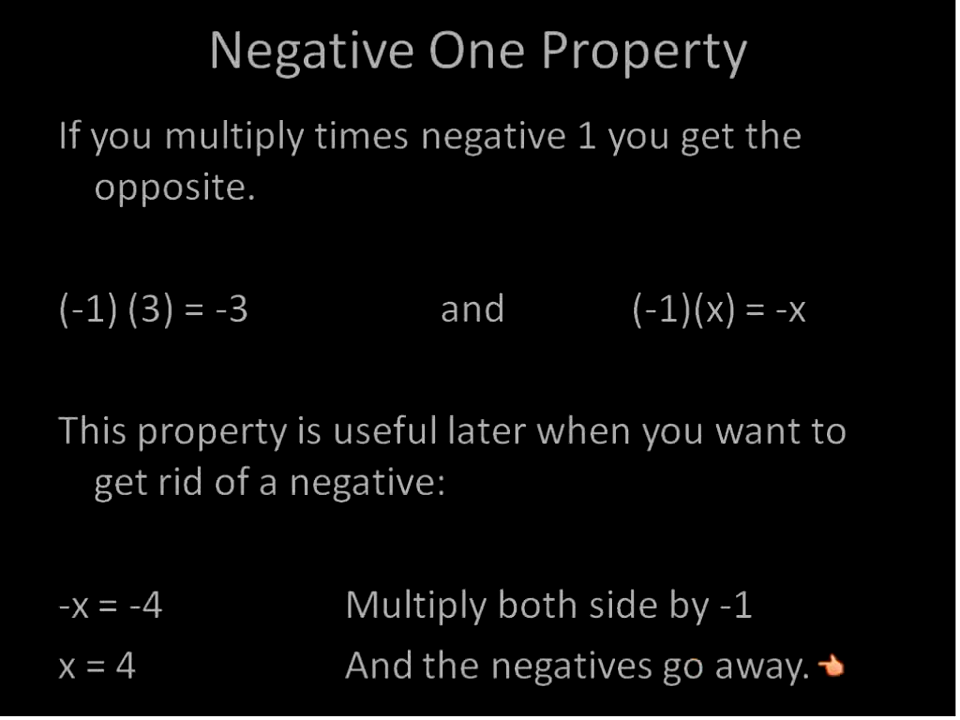 Negative One Property
If you multiply times negative 1 you get the
opposite.
(-1) (3) = -3 and (-1)(x) = -x
This property is useful later when you want to
get rid of a negative:
-x = -4 Multiply both side by -1
x = 4 And the negatives go away.